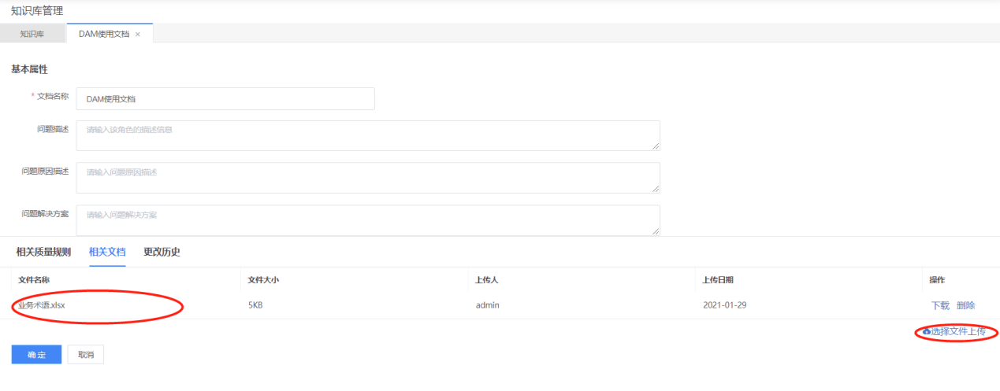 知识库管理
知识库 DAM使用文档 ×
基本属性
* 文档名称 DAM使用文档
问题描述 请输入该角色的描述信息
问题原因描述 请输入问题原因描述
问题解决方案 请输入问题解决方案
相关质量规则 相关文档 更改历史
文件名称 文件大小 上传人 上传日期 操作
业务术语.xlsx 5KB admin 2021-01-29 下载 删除
选择文件上传
确定 取消